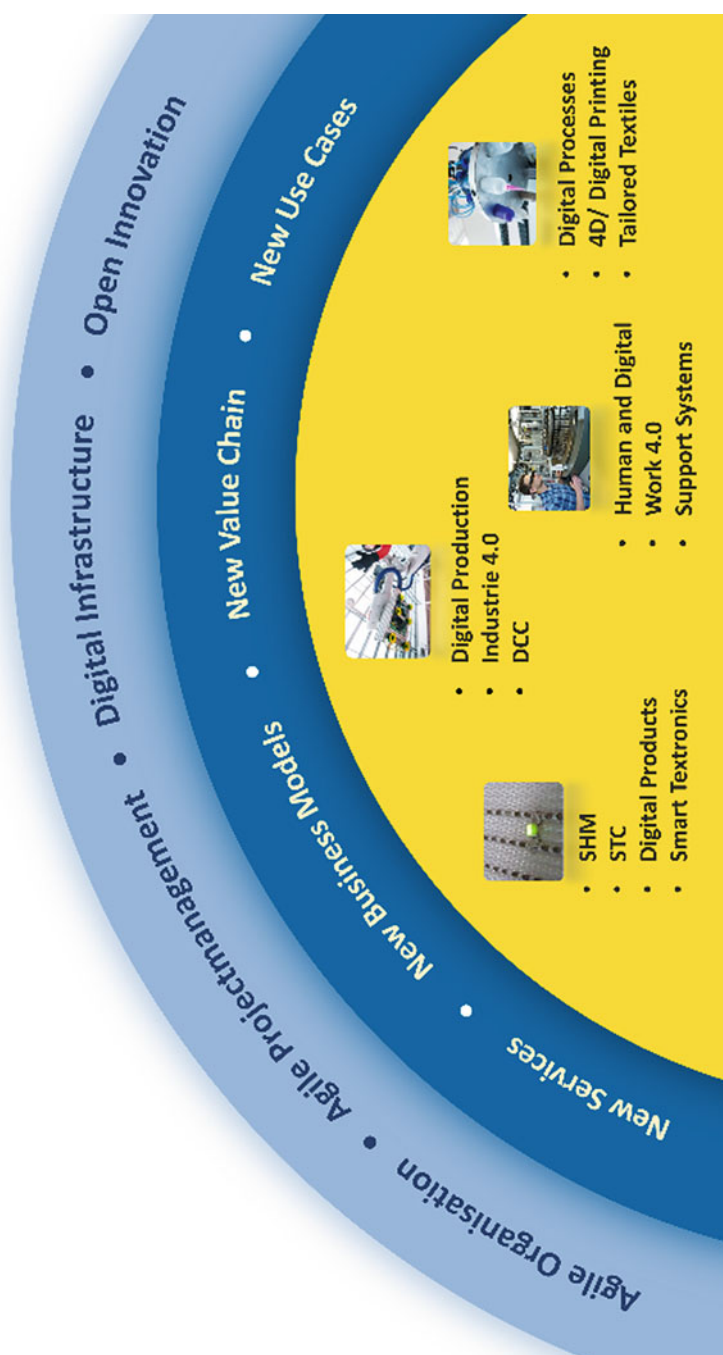 Agile Organisation • Agile Projectmanagement • Digital Infrastructure • Open Innovation
New Services • New Business Models • New Value Chain • New Use Cases
• SHM
• STC
• Digital Products
• Smart Textronics
• Digital Production
• Industrie 4.0
• DCC
• Human and Digital
• Work 4.0
• Support Systems
• Digital Processes
• 4D/ Digital Printing
• Tailored Textiles